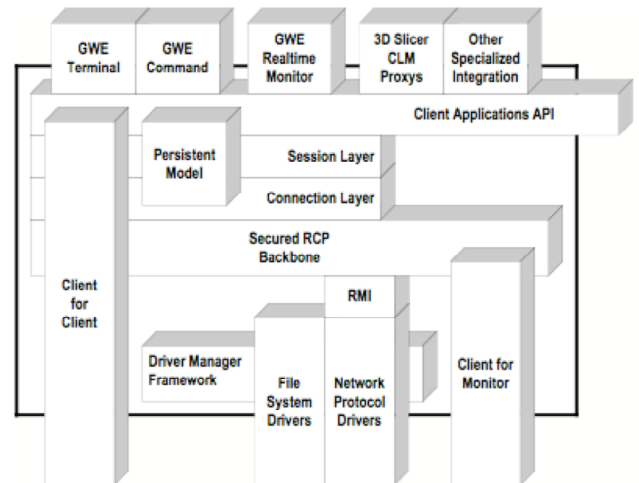 GWE
Terminal
GWE
Command
GWE
Realtime
Monitor
3D Slicer
CLM
Proxys
Other
Specialized
Integration
Client Applications API
Persistent
Model
Session Layer
Connection Layer
Secured RCP
Backbone
Client
for
Client
RMI
Driver Manager
Framework
File
System
Drivers
Network
Protocol
Drivers
Client for
Monitor